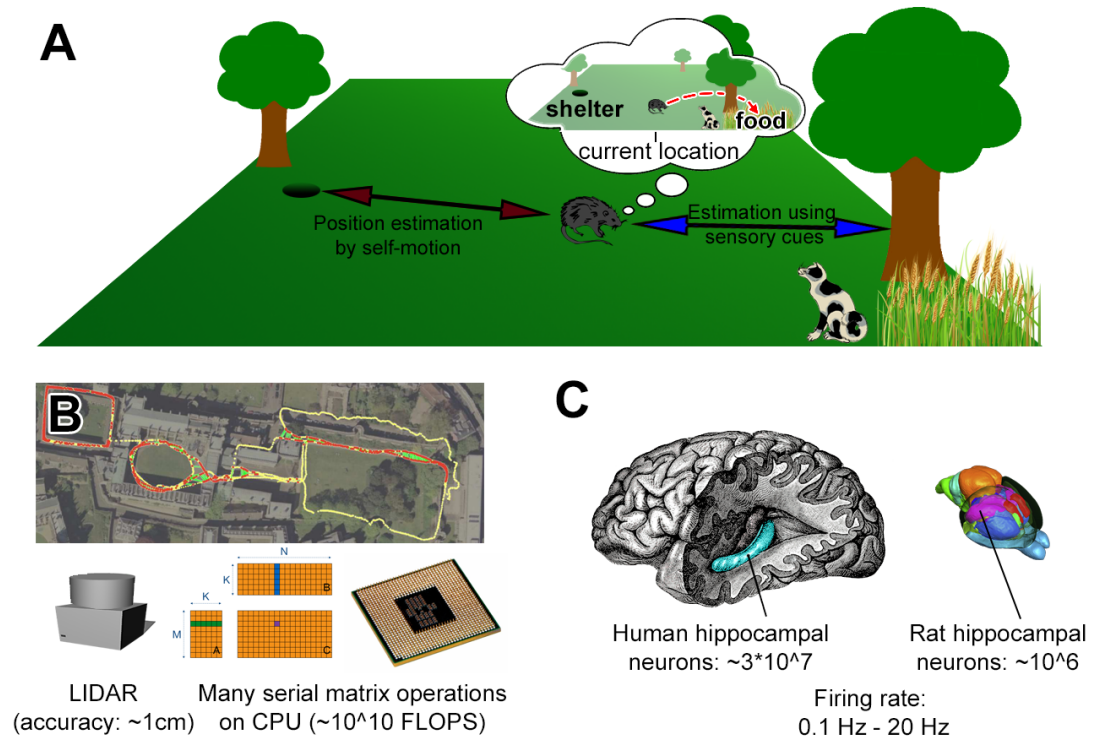 A
shelter
food
current location
Position estimation
by self-motion
Estimation using
sensory cues
B
C
N
K
B
K
M
A
C
LIDAR
(accuracy: ~1cm)
Many serial matrix operations
on CPU (~10^10 FLOPS)
Human hippocampal
neurons: ~3*10^7
Rat hippocampal
neurons: ~10^6
Firing rate:
0.1 Hz - 20 Hz